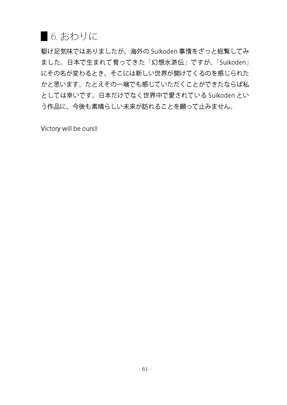 6. おわりに
駆け足気味ではありましたが、海外の Suikoden 事情をざっと総覧してみ
ました。日本で生まれて育ってきた「幻想水滸伝」ですが、「Suikoden」
にその名が変わるとき、そこには新しい世界が開けてくるのを感じられた
かと思います。たとえその一端でも感じていただくことができたならば私
としては幸いです。日本だけでなく世界中で愛されている Suikoden とい
う作品に、今後も素晴らしい未来が訪れることを願って止みません。
Victory will be ours!!
- 61 -